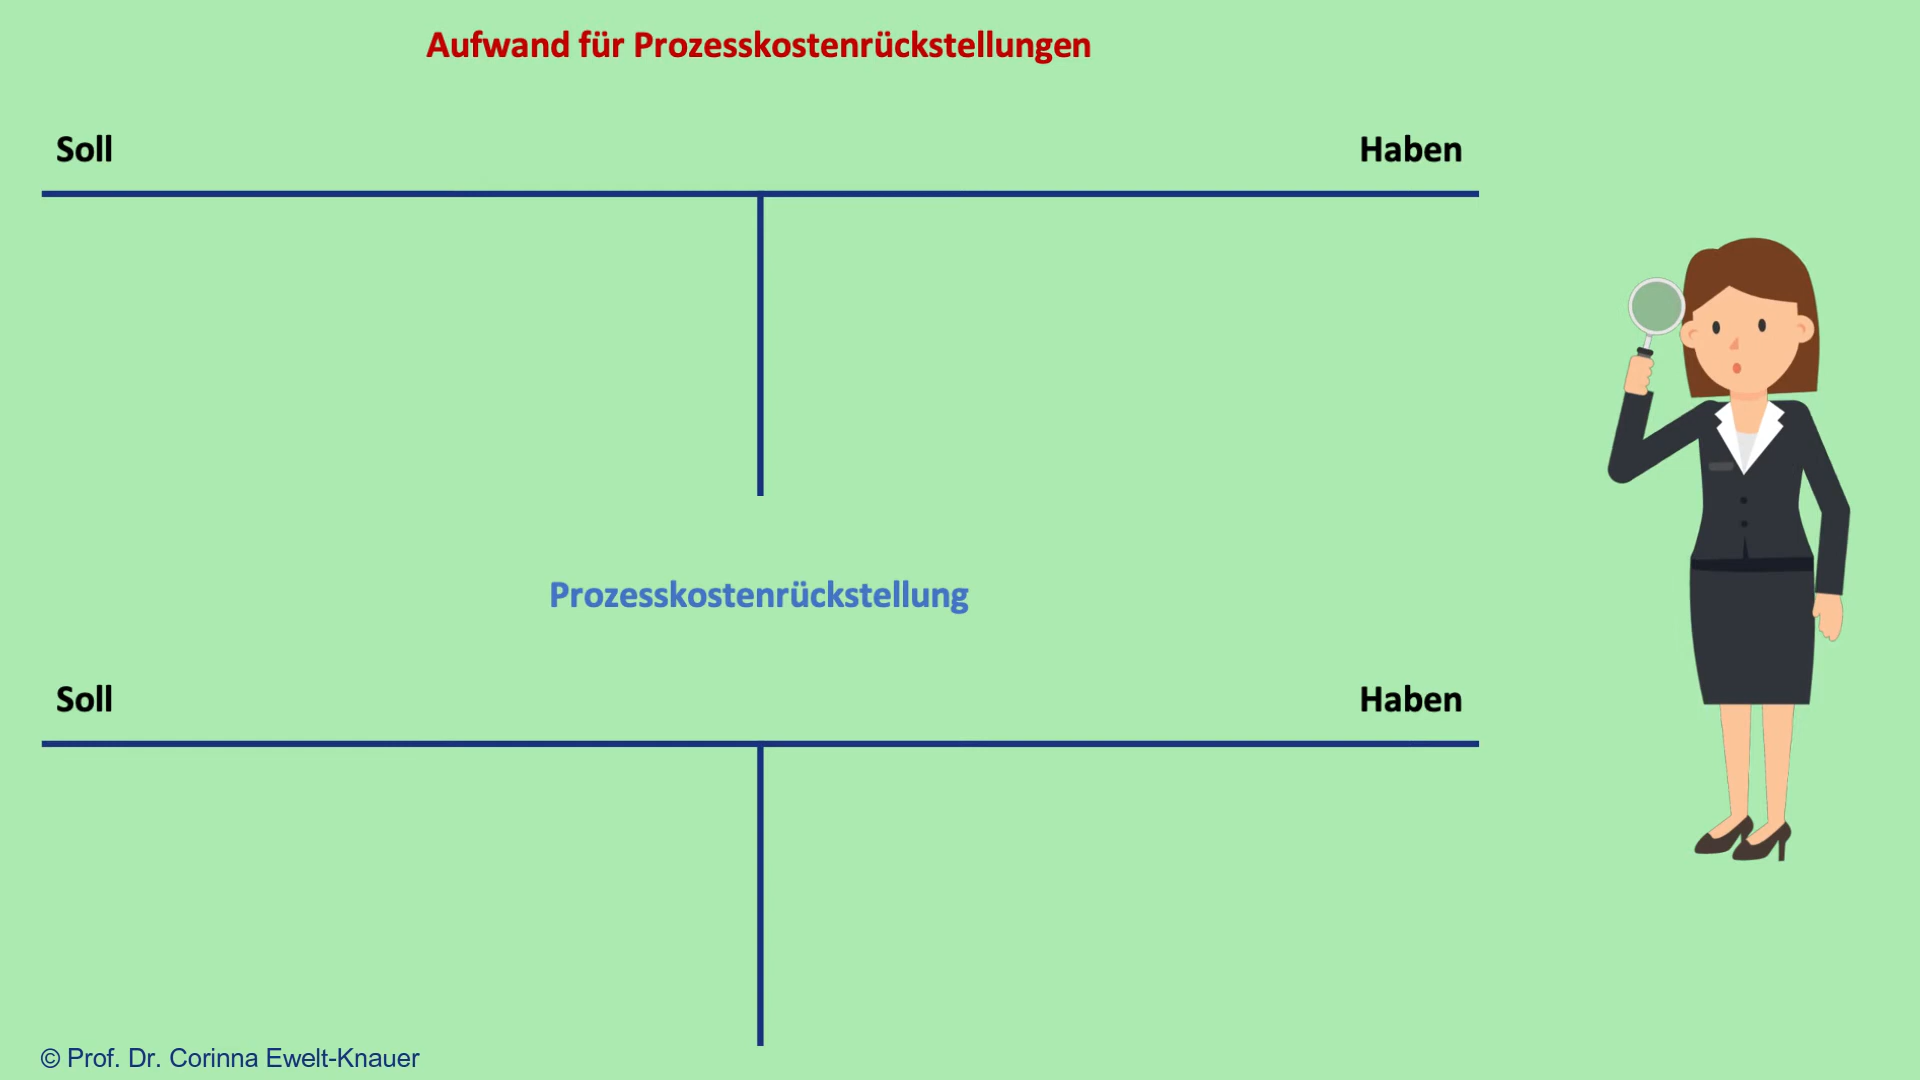 Aufwand für Prozesskostenrückstellungen
Soll Haben
Prozesskostenrückstellung
Soll Haben
© Prof. Dr. Corinna Ewelt-Knauer